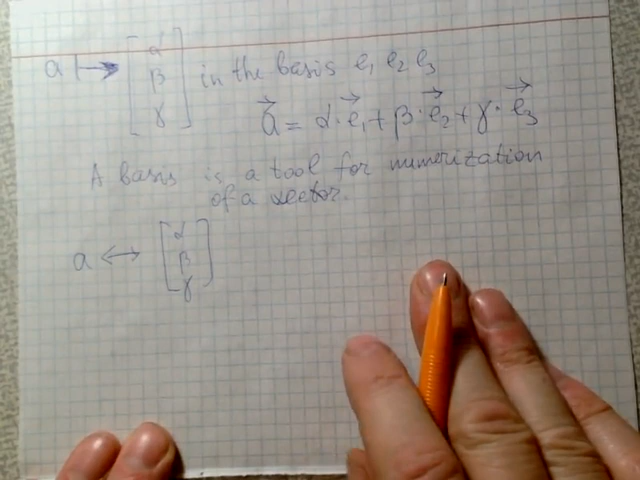 a ↦ [α β γ] in the basis e₁ e₂ e₃
a⃗ = α·e⃗₁ + β·e⃗₂ + γ·e⃗₃
A basis is a tool for numerization
of a vector.
a ↔ [α β γ]